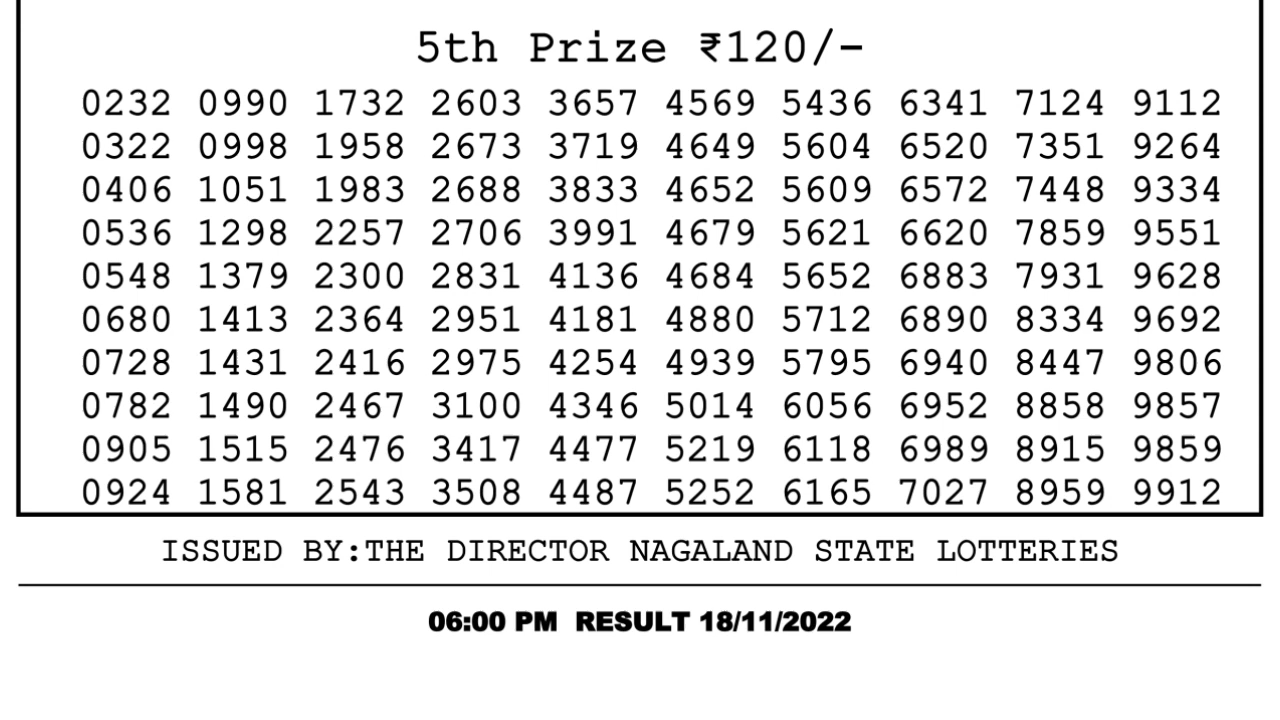 5th Prize ₹120/-
0232 0990 1732 2603 3657 4569 5436 6341 7124 9112
0322 0998 1958 2673 3719 4649 5604 6520 7351 9264
0406 1051 1983 2688 3833 4652 5609 6572 7448 9334
0536 1298 2257 2706 3991 4679 5621 6620 7859 9551
0548 1379 2300 2831 4136 4684 5652 6883 7931 9628
0680 1413 2364 2951 4181 4880 5712 6890 8334 9692
0728 1431 2416 2975 4254 4939 5795 6940 8447 9806
0782 1490 2467 3100 4346 5014 6056 6952 8858 9857
0905 1515 2476 3417 4477 5219 6118 6989 8915 9859
0924 1581 2543 3508 4487 5252 6165 7027 8959 9912
ISSUED BY:THE DIRECTOR NAGALAND STATE LOTTERIES
06:00 PM RESULT 18/11/2022